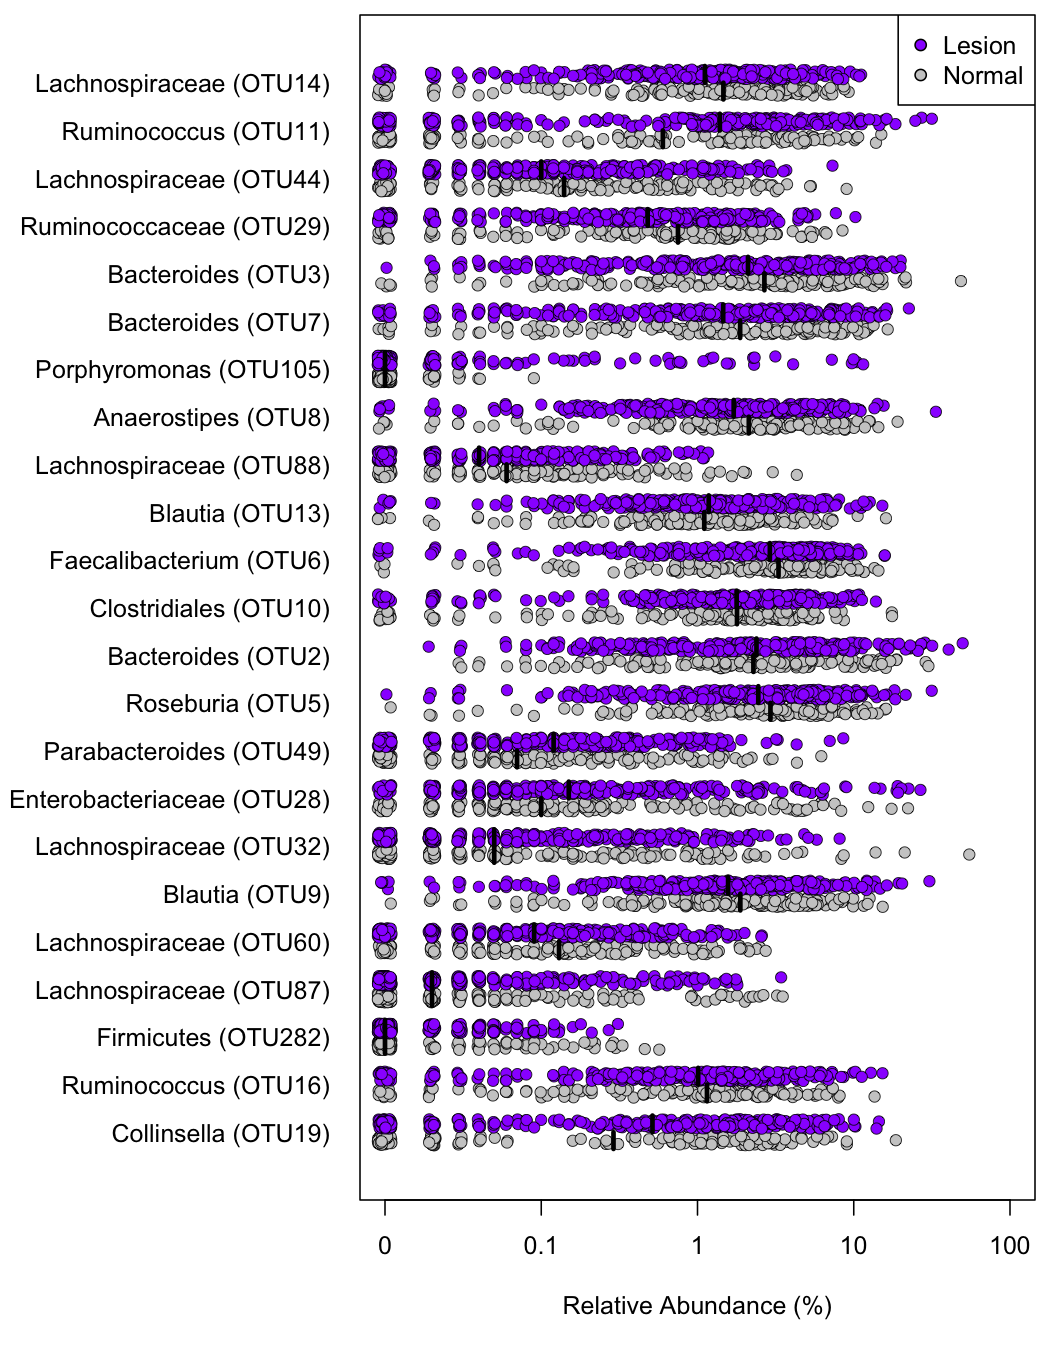 Lesion
Normal
Lachnospiraceae (OTU14)
Ruminococcus (OTU11)
Lachnospiraceae (OTU44)
Ruminococcaceae (OTU29)
Bacteroides (OTU3)
Bacteroides (OTU7)
Porphyromonas (OTU105)
Anaerostipes (OTU8)
Lachnospiraceae (OTU88)
Blautia (OTU13)
Faecalibacterium (OTU6)
Clostridiales (OTU10)
Bacteroides (OTU2)
Roseburia (OTU5)
Parabacteroides (OTU49)
Enterobacteriaceae (OTU28)
Lachnospiraceae (OTU32)
Blautia (OTU9)
Lachnospiraceae (OTU60)
Lachnospiraceae (OTU87)
Firmicutes (OTU282)
Ruminococcus (OTU16)
Collinsella (OTU19)
0 0.1 1 10 100
Relative Abundance (%)